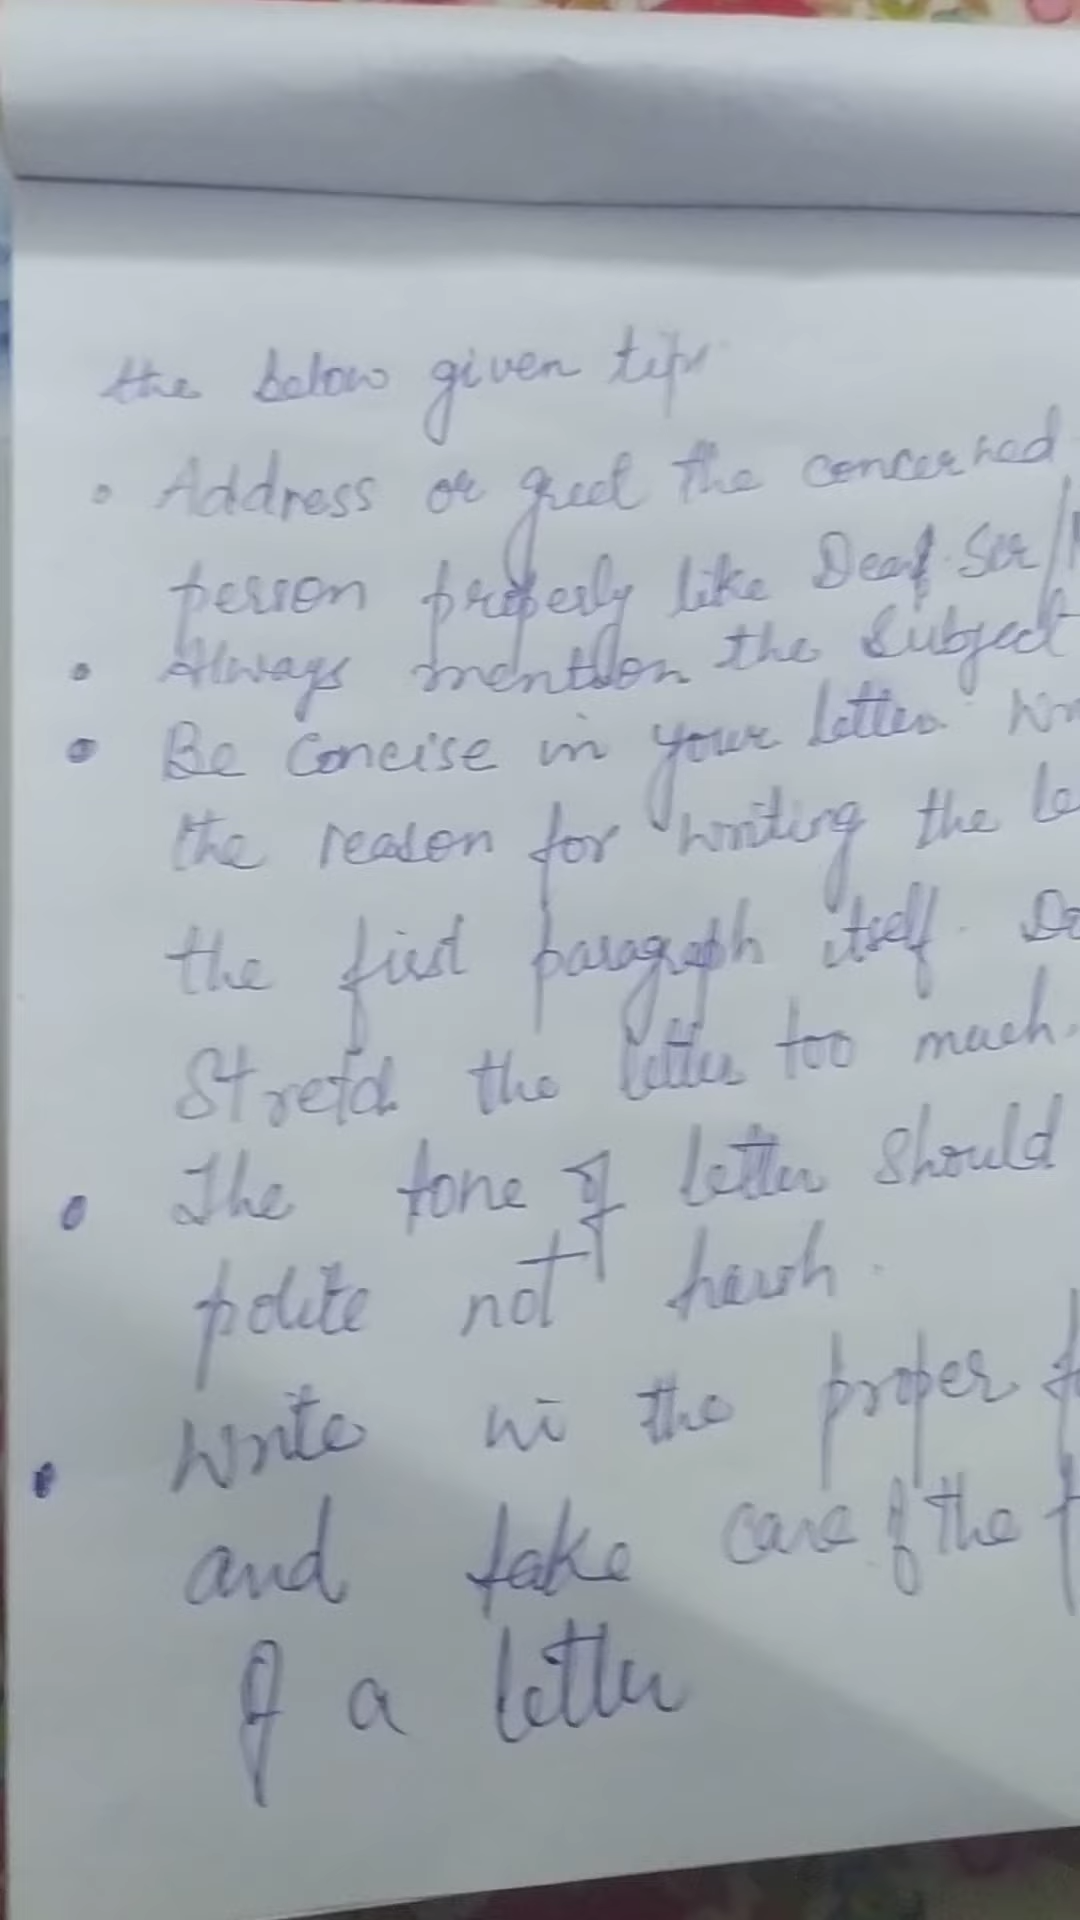 the below given tips
• Address or greet the concerned
person properly like Dear Sir/
• Always mention the Subject
• Be Concise in your letter.
the reason for writing the
the first paragraph itself.
Stretch the letter too much.
• The tone of letter Should
polite not harsh.
• write in the proper
and take care of the
of a letter